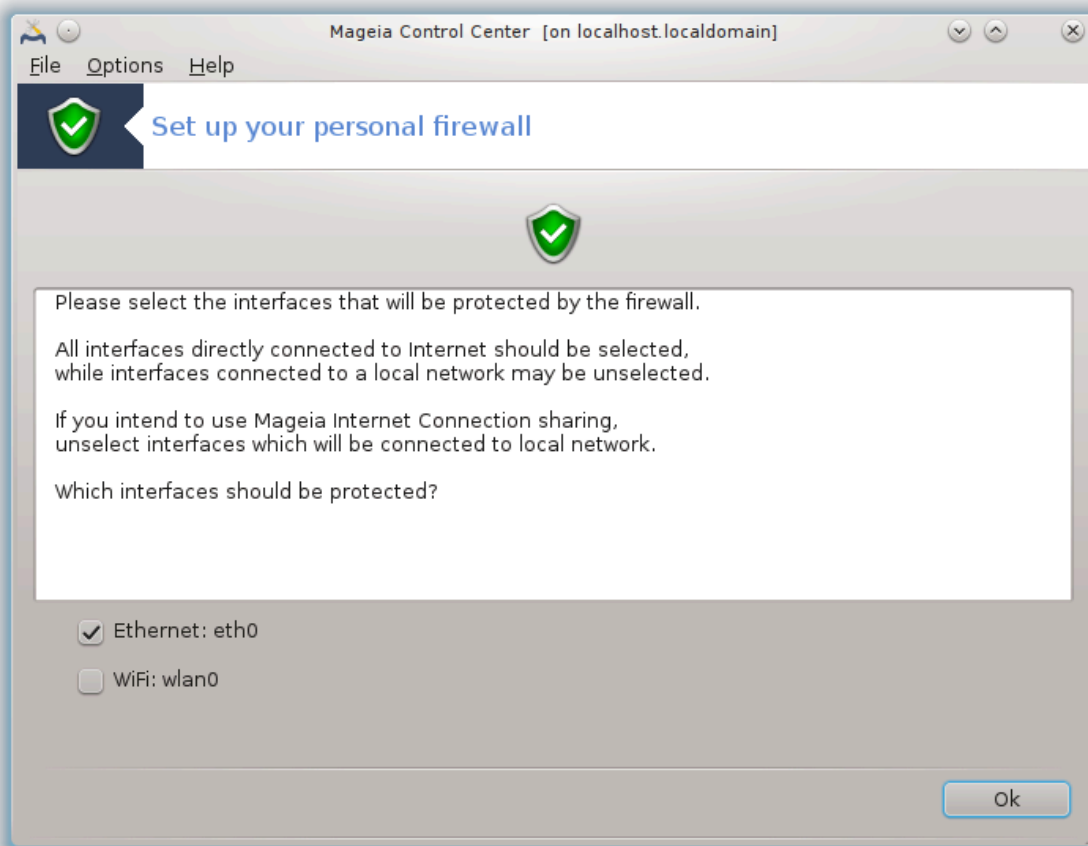 Mageia Control Center [on localhost.localdomain]
File Options Help
Set up your personal firewall
Please select the interfaces that will be protected by the firewall.
All interfaces directly connected to Internet should be selected,
while interfaces connected to a local network may be unselected.
If you intend to use Mageia Internet Connection sharing,
unselect interfaces which will be connected to local network.
Which interfaces should be protected?
Ethernet: eth0
WiFi: wlan0
Ok